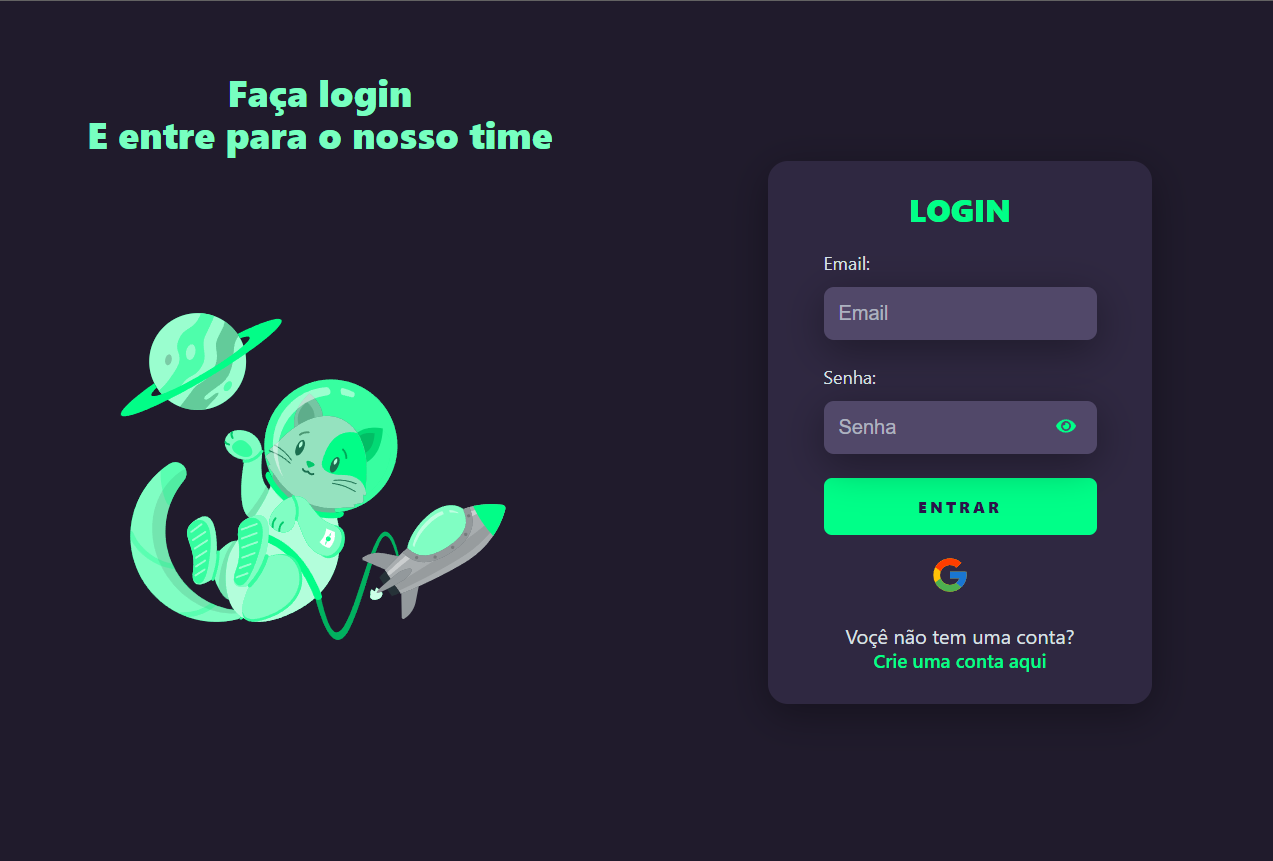 Faça login
E entre para o nosso time
LOGIN
Email:
Email
Senha:
Senha
ENTRAR
Voçê não tem uma conta?
Crie uma conta aqui